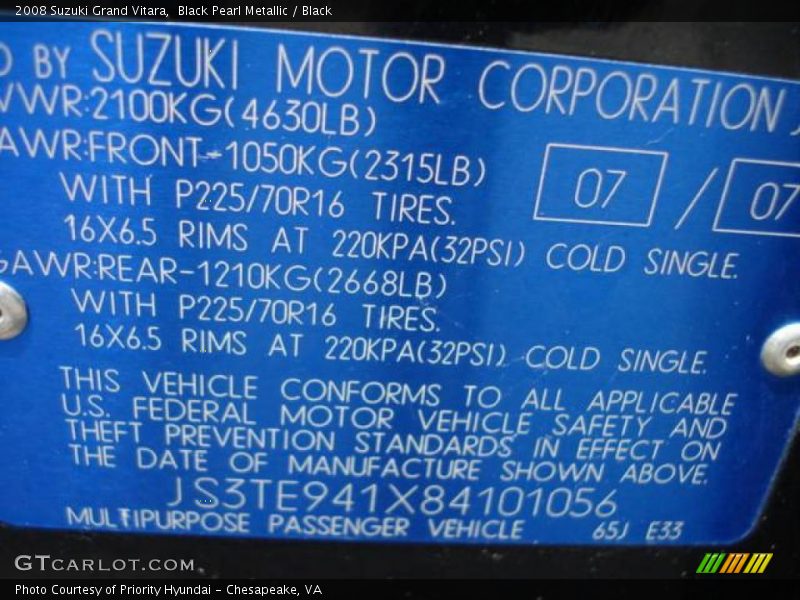 2008 Suzuki Grand Vitara, Black Pearl Metallic / Black
D BY SUZUKI MOTOR CORPORATION
VWR:2100KG(4630LB)
AWR:FRONT-1050KG(2315LB)
07 / 07
WITH P225/70R16 TIRES.
16X6.5 RIMS AT 220KPA(32PSI) COLD SINGLE.
GAWR:REAR-1210KG(2668LB)
WITH P225/70R16 TIRES.
16X6.5 RIMS AT 220KPA(32PSI) COLD SINGLE.
THIS VEHICLE CONFORMS TO ALL APPLICABLE
U.S. FEDERAL MOTOR VEHICLE SAFETY AND
THEFT PREVENTION STANDARDS IN EFFECT ON
THE DATE OF MANUFACTURE SHOWN ABOVE.
JS3TE941X84101056
MULTIPURPOSE PASSENGER VEHICLE 65J E33
GTCARLOT.COM
Photo Courtesy of Priority Hyundai - Chesapeake, VA